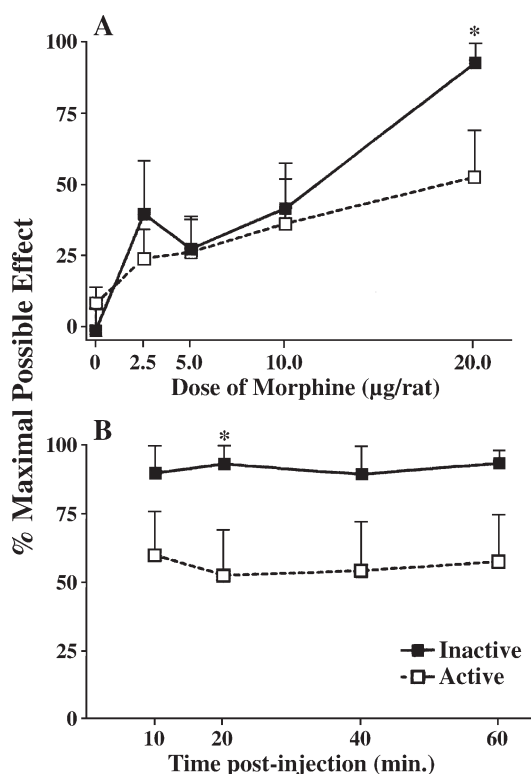 A
*
100
75
50
25
0
0 2.5 5.0 10.0 20.0
Dose of Morphine (µg/rat)
% Maximal Possible Effect
B
*
100
75
50
25
0
Inactive
Active
10 20 40 60
Time post-injection (min.)